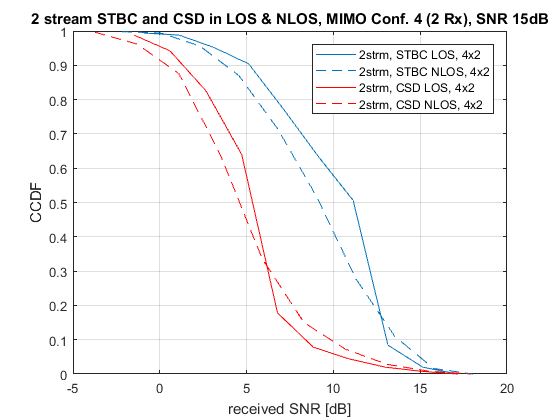 2 stream STBC and CSD in LOS & NLOS, MIMO Conf. 4 (2 Rx), SNR 15dB
2strm, STBC LOS, 4x2
2strm, STBC NLOS, 4x2
2strm, CSD LOS, 4x2
2strm, CSD NLOS, 4x2
CCDF
1
0.9
0.8
0.7
0.6
0.5
0.4
0.3
0.2
0.1
0
-5
0
5
10
15
20
received SNR [dB]